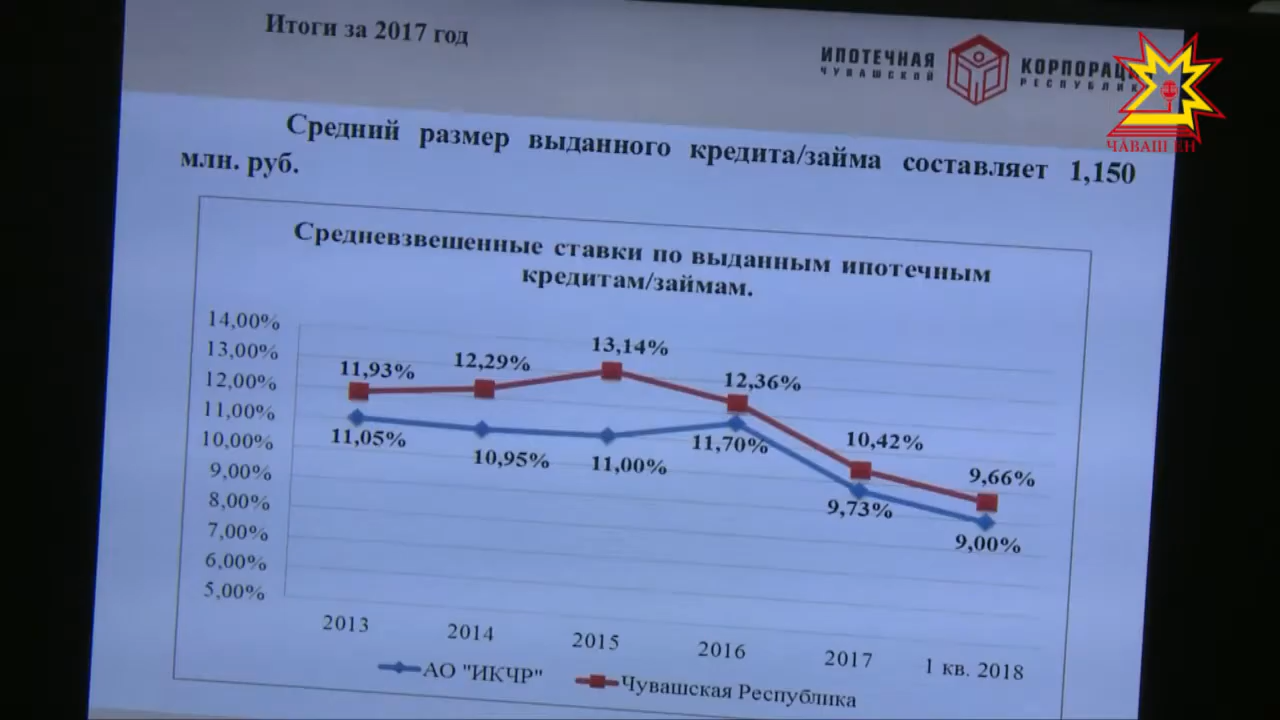 Итоги за 2017 год
ИПОТЕЧНАЯ КОРПОРАЦ
ЧУВАШСКОЙ РЕСПУБЛИК
ЧӐВАШ ЕН
Средний размер выданного кредита/займа составляет 1,150
млн. руб.
Средневзвешенные ставки по выданным ипотечным
кредитам/займам.
14,00%
13,00%
12,00%
11,00%
10,00%
9,00%
8,00%
7,00%
6,00%
5,00%
11,93% 12,29% 13,14% 12,36% 10,42% 9,66%
11,05% 10,95% 11,00% 11,70% 9,73% 9,00%
2013 2014 2015 2016 2017 1 кв. 2018
АО "ИКЧР" Чувашская Республика